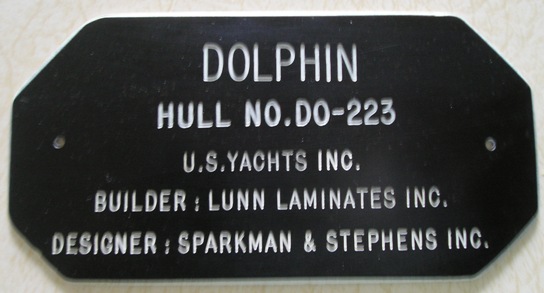 DOLPHIN
HULL NO.DO-223
U.S.YACHTS INC.
BUILDER : LUNN LAMINATES INC.
DESIGNER : SPARKMAN & STEPHENS INC.